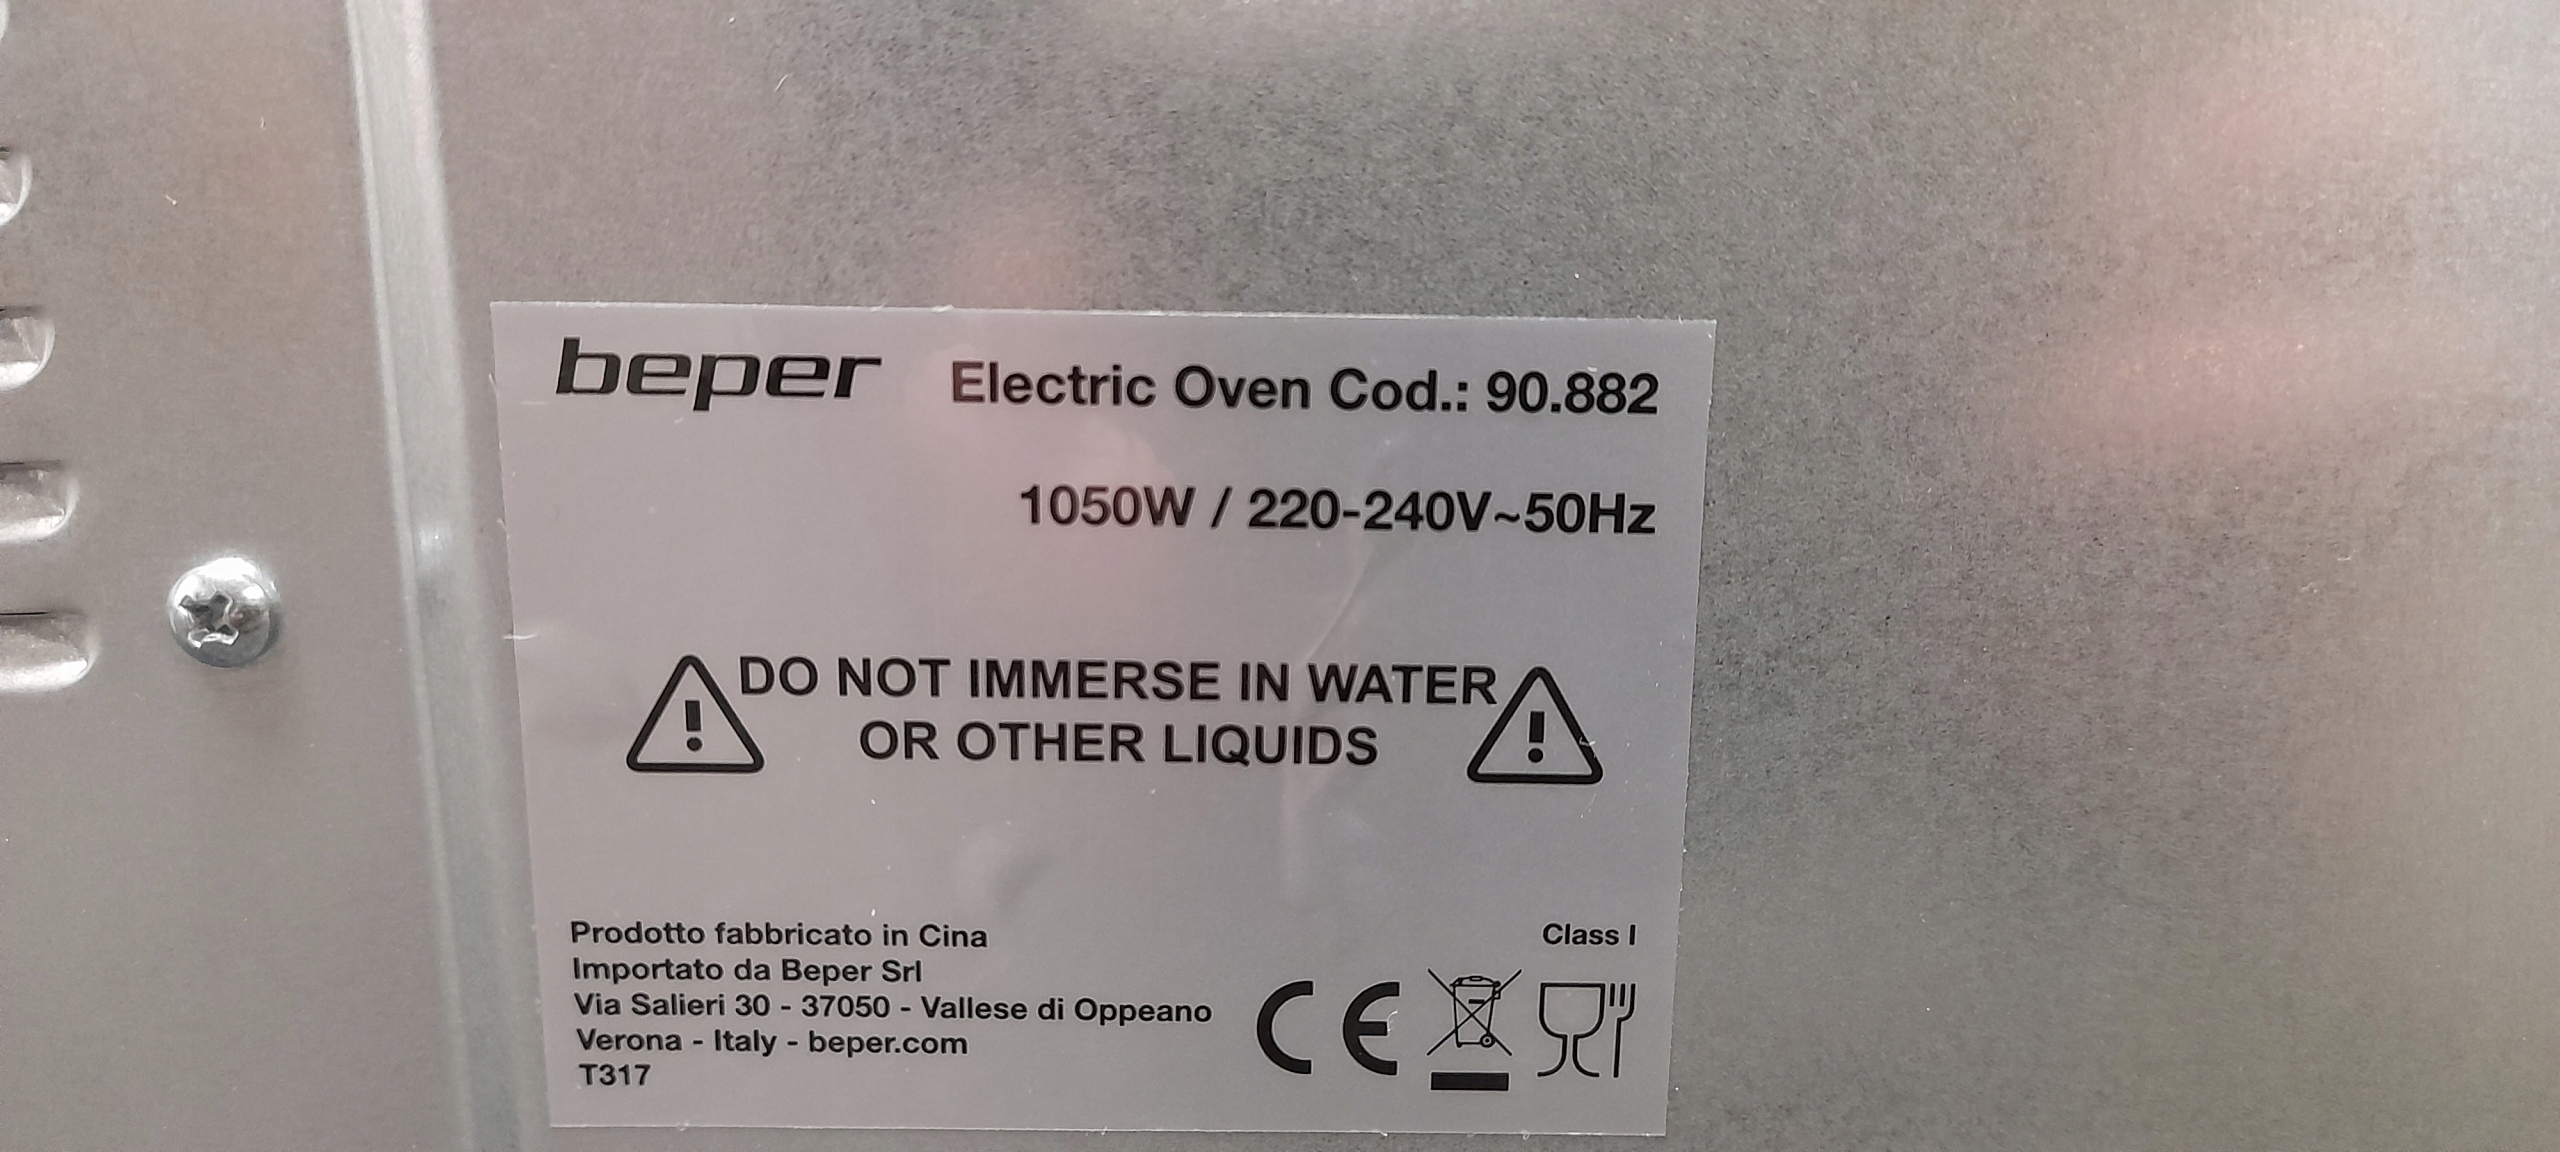 beper Electric Oven Cod.: 90.882
1050W / 220-240V~50Hz
DO NOT IMMERSE IN WATER
OR OTHER LIQUIDS
Prodotto fabbricato in Cina
Importato da Beper Srl
Via Salieri 30 - 37050 - Vallese di Oppeano
Verona - Italy - beper.com
T317
Class I
CE